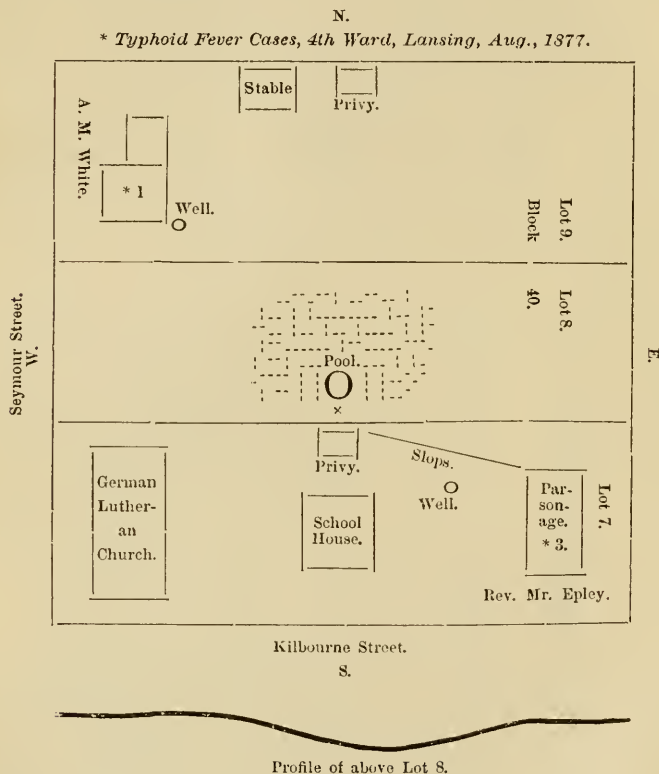 N.
* Typhoid Fever Cases, 4th Ward, Lansing, Aug., 1877.
Stable
Privy.
A. M. White.
* 1
Well.
Lot 9.
Block
40.
Lot 8.
Seymour Street.
W.
E.
Pool.
O
×
Privy.
Slops.
Well.
German
Luther-
an
Church.
School
House.
Par-
son-
age.
* 3.
Lot 7.
Rev. Mr. Epley.
Kilbourne Street.
S.
Profile of above Lot 8.